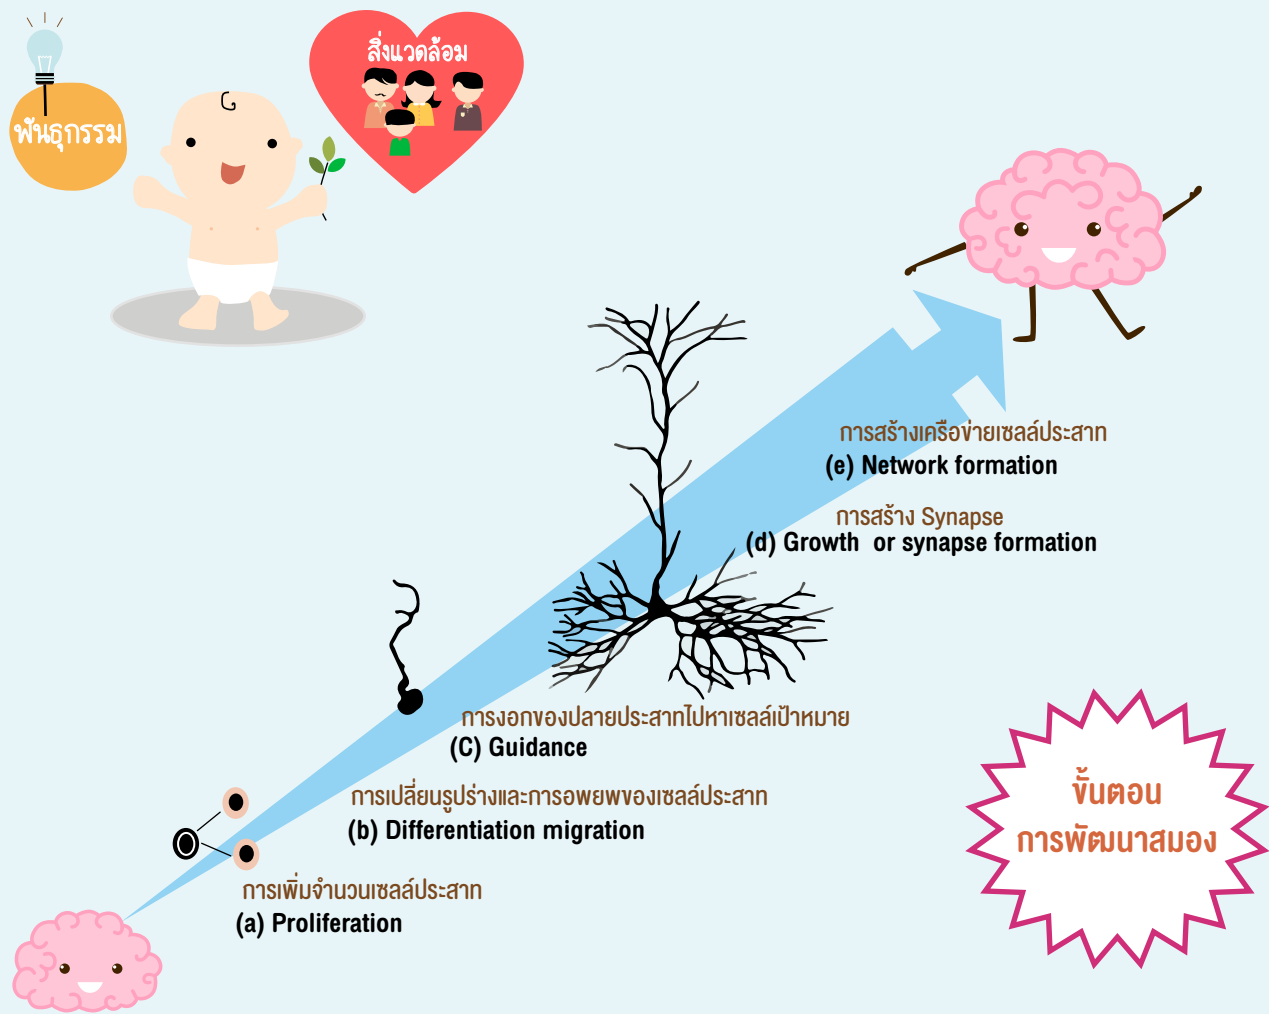 สิ่งแวดล้อม
พันธุกรรม
การสร้างเครือข่ายเซลล์ประสาท
(e) Network formation
การสร้าง Synapse
(d) Growth or synapse formation
การงอกของปลายประสาทไปหาเซลล์เป้าหมาย
(C) Guidance
การเปลี่ยนรูปร่างและการอพยพของเซลล์ประสาท
(b) Differentiation migration
การเพิ่มจำนวนเซลล์ประสาท
(a) Proliferation
ขั้นตอน
การพัฒนาสมอง